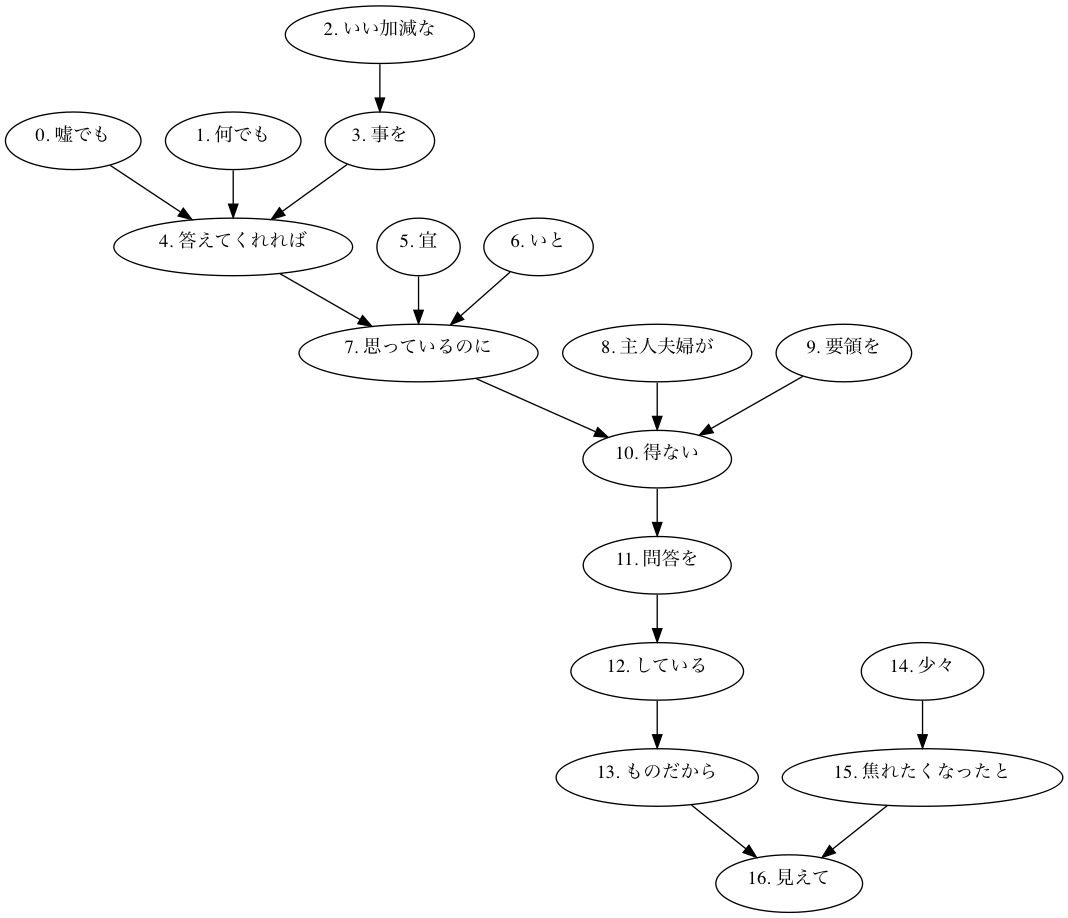 2. いい加減な
0. 嘘でも
1. 何でも
3. 事を
4. 答えてくれれば
5. 宜
6. いと
7. 思っているのに
8. 主人夫婦が
9. 要領を
10. 得ない
11. 問答を
12. している
14. 少々
13. ものだから
15. 焦れたくなったと
16. 見えて